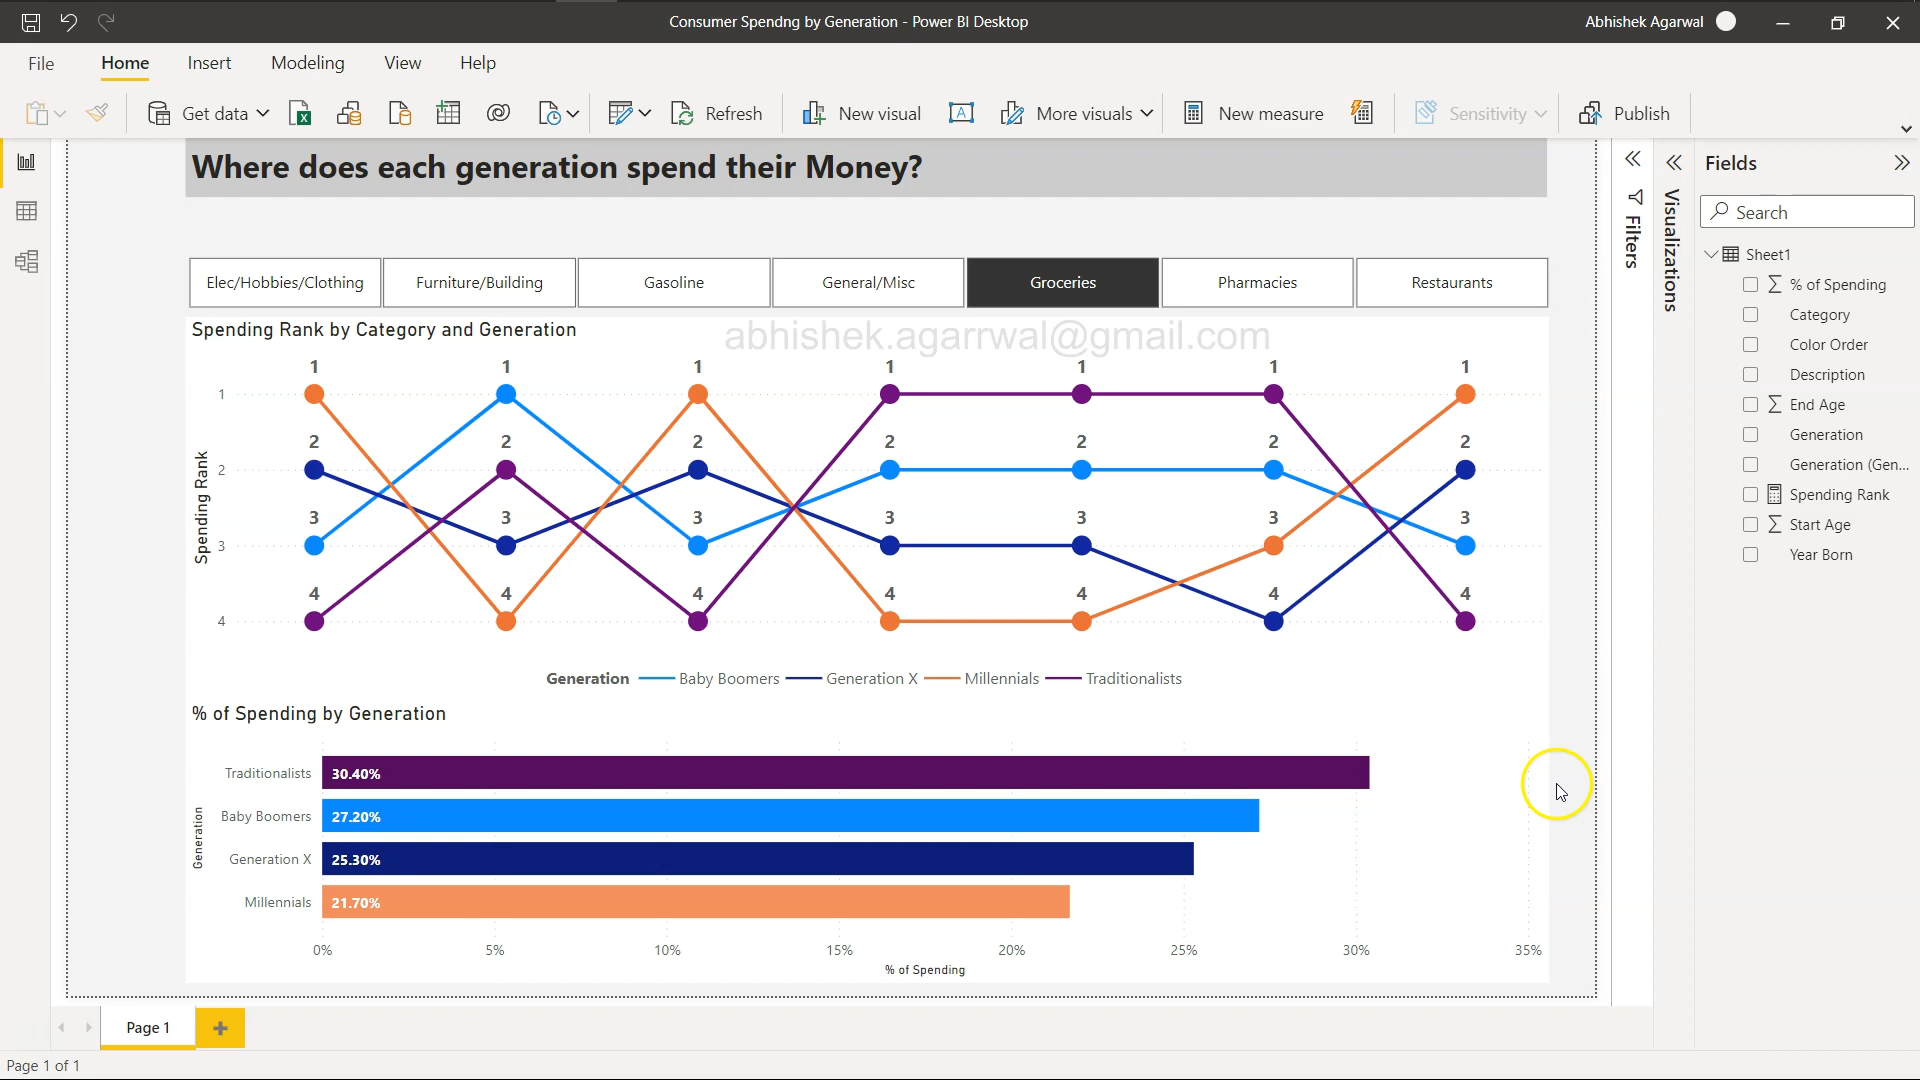 Consumer Spendng by Generation - Power BI Desktop
Abhishek Agarwal
File Home Insert Modeling View Help
Get data Refresh New visual More visuals New measure Sensitivity Publish
Where does each generation spend their Money?
Elec/Hobbies/Clothing Furniture/Building Gasoline General/Misc Groceries Pharmacies Restaurants
Spending Rank by Category and Generation
abhishek.agarrwal@gmail.com
1 1 1 1 1 1 1
1
2 2 2 2 2 2 2
2
3 3 3 3 3 3 3
3
4 4 4 4 4 4 4
4
Spending Rank
Generation Baby Boomers Generation X Millennials Traditionalists
% of Spending by Generation
Traditionalists 30.40%
Baby Boomers 27.20%
Generation X 25.30%
Millennials 21.70%
Generation
0% 5% 10% 15% 20% 25% 30% 35%
% of Spending
Filters
Visualizations
Fields
Search
Sheet1
% of Spending
Category
Color Order
Description
End Age
Generation
Generation (Gen...
Spending Rank
Start Age
Year Born
Page 1
Page 1 of 1